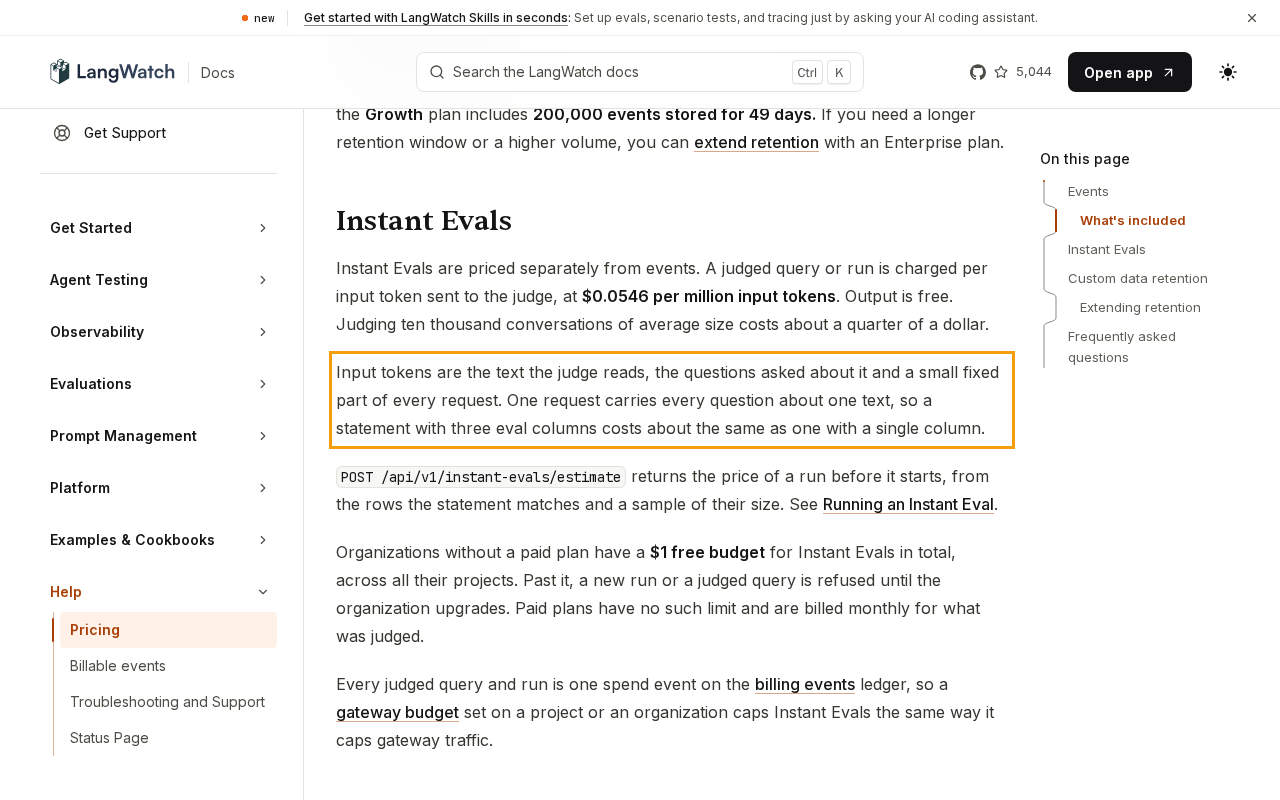 new
Get started with LangWatch Skills in seconds: Set up evals, scenario tests, and tracing just by asking your AI coding assistant.
LangWatch
Docs
Search the LangWatch docs
Ctrl
K
5,044
Open app
Get Support
Get Started
Agent Testing
Observability
Evaluations
Prompt Management
Platform
Examples & Cookbooks
Help
Pricing
Billable events
Troubleshooting and Support
Status Page
the Growth plan includes 200,000 events stored for 49 days. If you need a longer
retention window or a higher volume, you can extend retention with an Enterprise plan.
Instant Evals
Instant Evals are priced separately from events. A judged query or run is charged per
input token sent to the judge, at $0.0546 per million input tokens. Output is free.
Judging ten thousand conversations of average size costs about a quarter of a dollar.
Input tokens are the text the judge reads, the questions asked about it and a small fixed
part of every request. One request carries every question about one text, so a
statement with three eval columns costs about the same as one with a single column.
POST /api/v1/instant-evals/estimate returns the price of a run before it starts, from
the rows the statement matches and a sample of their size. See Running an Instant Eval.
Organizations without a paid plan have a $1 free budget for Instant Evals in total,
across all their projects. Past it, a new run or a judged query is refused until the
organization upgrades. Paid plans have no such limit and are billed monthly for what
was judged.
Every judged query and run is one spend event on the billing events ledger, so a
gateway budget set on a project or an organization caps Instant Evals the same way it
caps gateway traffic.
On this page
Events
What's included
Instant Evals
Custom data retention
Extending retention
Frequently asked
questions